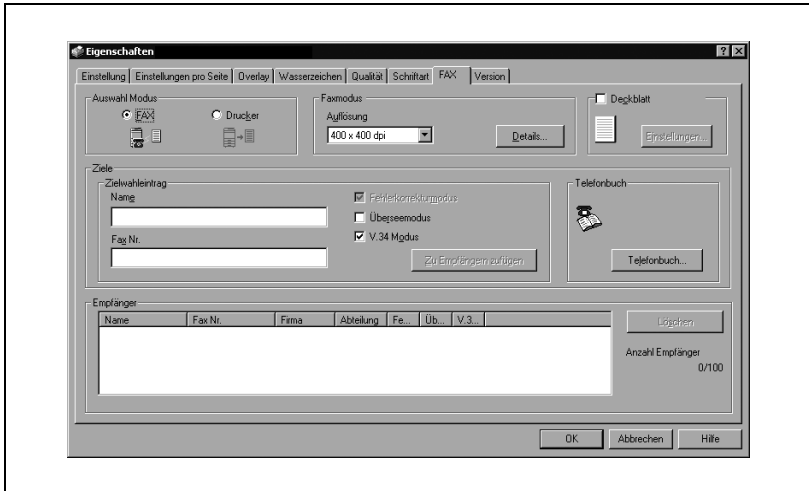 Eigenschaften
Einstellung Einstellungen pro Seite Overlay Wasserzeichen Qualität Schriftart FAX Version
Auswahl Modus
FAX
Drucker
Faxmodus
Auflösung
400 x 400 dpi
Details...
Deckblatt
Einstellungen...
Ziele
Zielwahleintrag
Name
Fax Nr.
Fehlerkorrekturmodus
Überseemodus
V.34 Modus
Zu Empfängern zufügen
Telefonbuch
Telefonbuch...
Empfänger
Name Fax Nr. Firma Abteilung Fe... Üb... V.3...
Löschen
Anzahl Empfänger
0/100
OK Abbrechen Hilfe